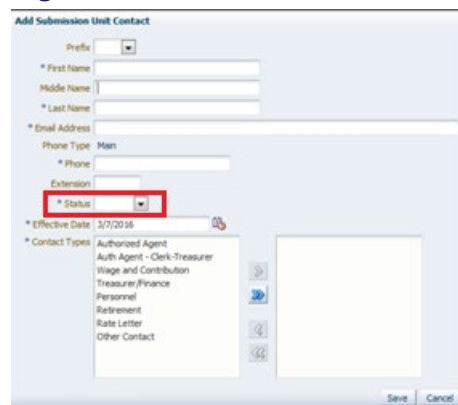 Add Submission Unit Contact
Prefix
* First Name
Middle Name
* Last Name
* Email Address
Phone Type Main
* Phone
Extension
* Status
* Effective Date 3/7/2016
* Contact Types Authorized Agent
Auth Agent - Clerk-Treasurer
Wage and Contribution
Treasurer/Finance
Personnel
Retirement
Rate Letter
Other Contact
Save Cancel